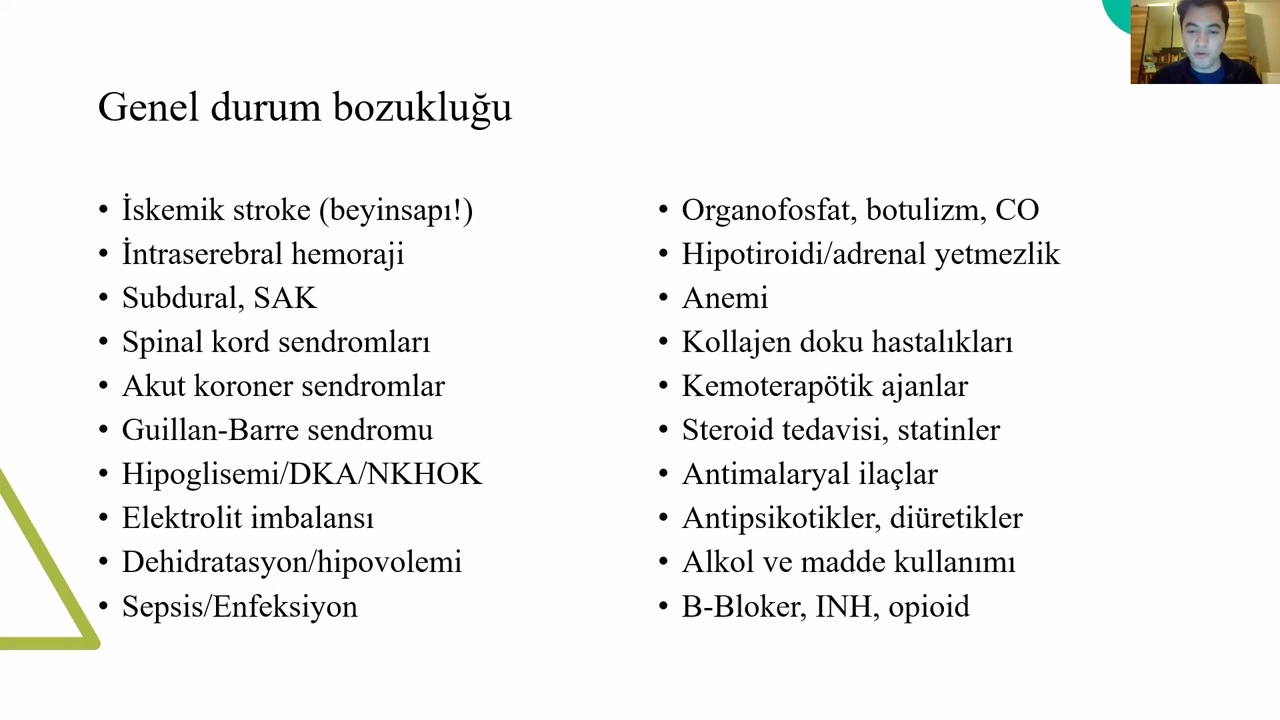 Genel durum bozukluğu
• İskemik stroke (beyinsapı!)
• İntraserebral hemoraji
• Subdural, SAK
• Spinal kord sendromları
• Akut koroner sendromlar
• Guillan-Barre sendromu
• Hipoglisemi/DKA/NKHOK
• Elektrolit imbalansı
• Dehidratasyon/hipovolemi
• Sepsis/Enfeksiyon
• Organofosfat, botulizm, CO
• Hipotiroidi/adrenal yetmezlik
• Anemi
• Kollajen doku hastalıkları
• Kemoterapötik ajanlar
• Steroid tedavisi, statinler
• Antimalaryal ilaçlar
• Antipsikotikler, diüretikler
• Alkol ve madde kullanımı
• B-Bloker, INH, opioid